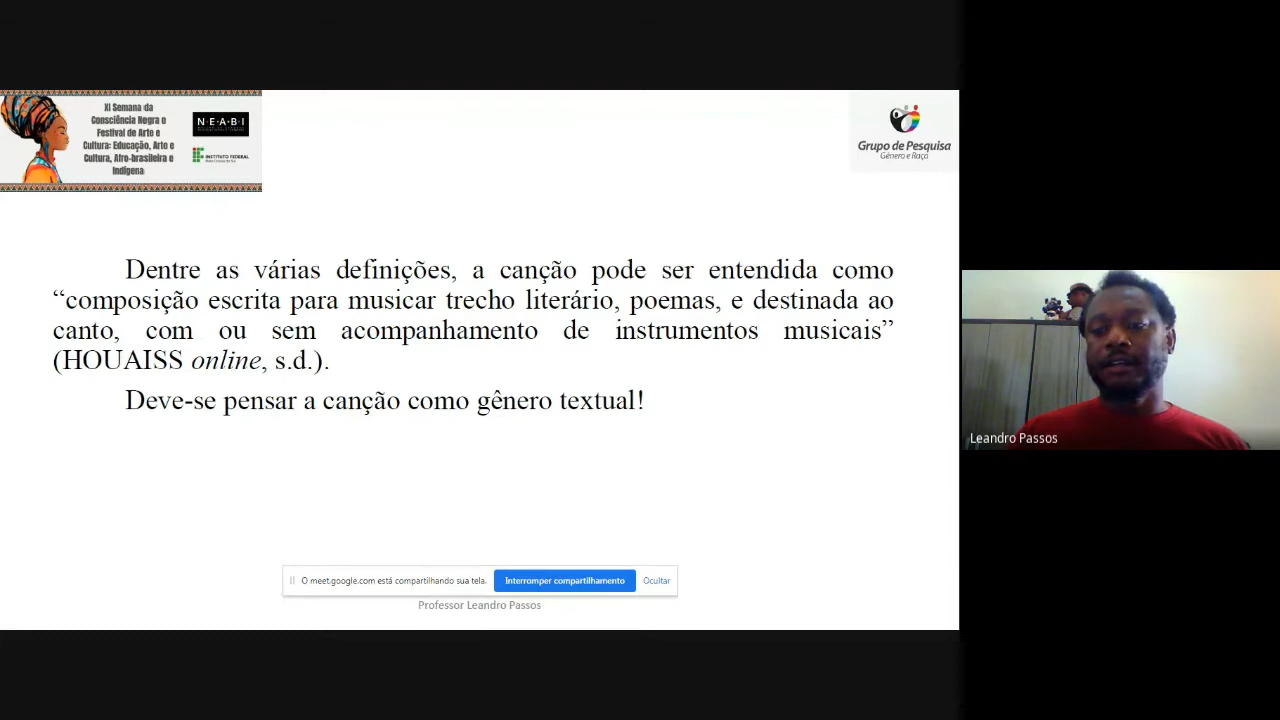 XI Semana da
Consciência Negra e
Festival de Arte e
Cultura: Educação, Arte e
Cultura, Afro-brasileira e
Indígena
N·E·A·B·I
INSTITUTO FEDERAL
Grupo de Pesquisa
Gênero e Raça
Dentre as várias definições, a canção pode ser entendida como
“composição escrita para musicar trecho literário, poemas, e destinada ao
canto, com ou sem acompanhamento de instrumentos musicais”
(HOUAISS online, s.d.).
Deve-se pensar a canção como gênero textual!
Leandro Passos
O meet.google.com está compartilhando sua tela.
Interromper compartilhamento
Ocultar
Professor Leandro Passos